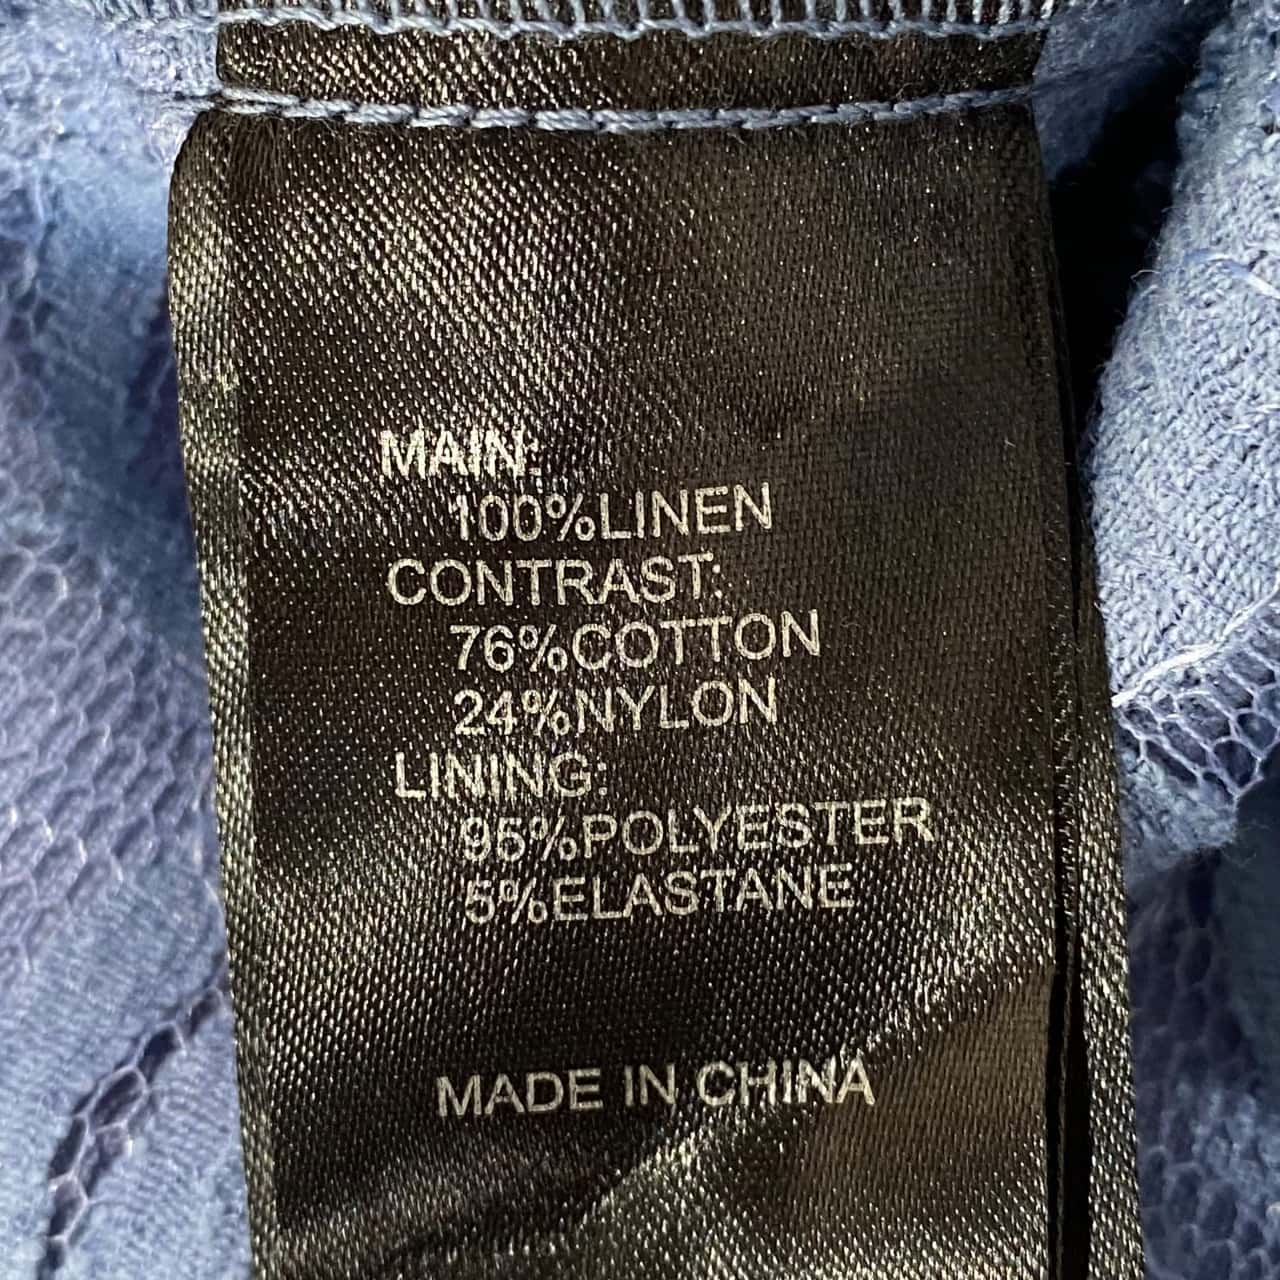 MAIN:
100%LINEN
CONTRAST:
76%COTTON
24%NYLON
LINING:
95%POLYESTER
5%ELASTANE
MADE IN CHINA